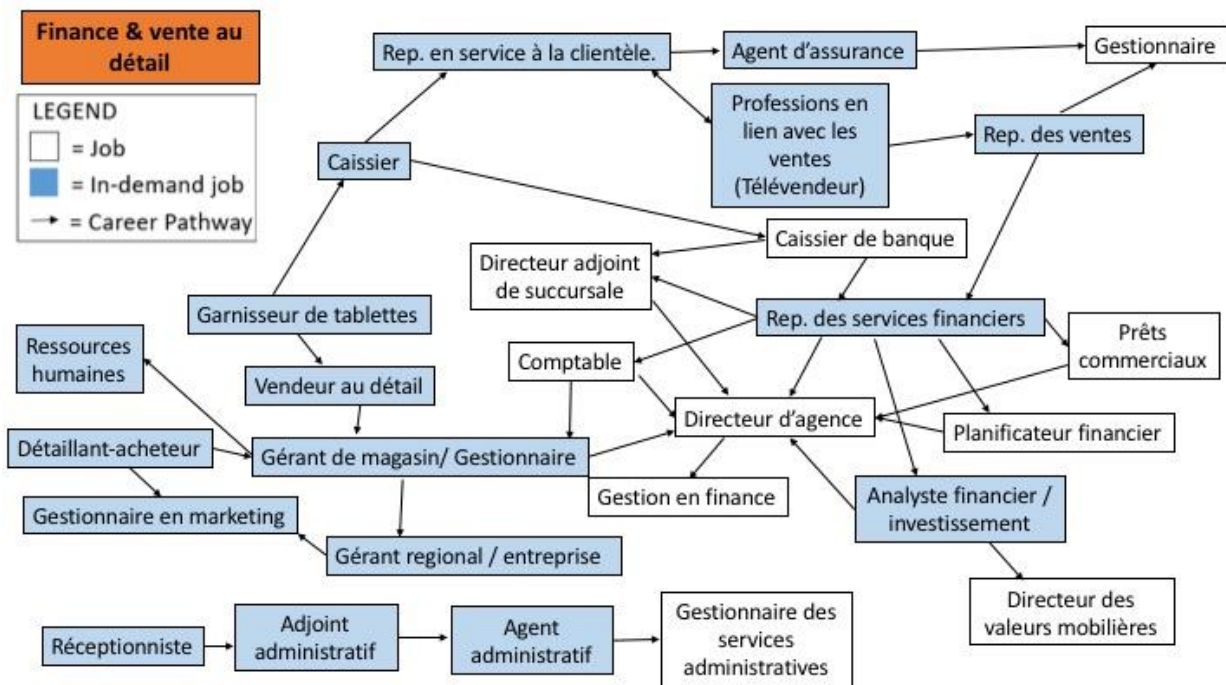 Finance & vente au
détail
LEGEND
= Job
= In-demand job
= Career Pathway
Rep. en service à la clientèle.
Agent d'assurance
Gestionnaire
Professions en
lien avec les
ventes
(Télévendeur)
Rep. des ventes
Caissier
Caissier de banque
Directeur adjoint
de succursale
Garnisseur de tablettes
Rep. des services financiers
Ressources
humaines
Comptable
Prêts
commerciaux
Vendeur au détail
Directeur d'agence
Planificateur financier
Détaillant-acheteur
Gérant de magasin/ Gestionnaire
Gestion en finance
Analyste financier /
investissement
Gestionnaire en marketing
Gérant regional / entreprise
Directeur des
valeurs mobilières
Réceptionniste
Adjoint
administratif
Agent
administratif
Gestionnaire des
services
administratives